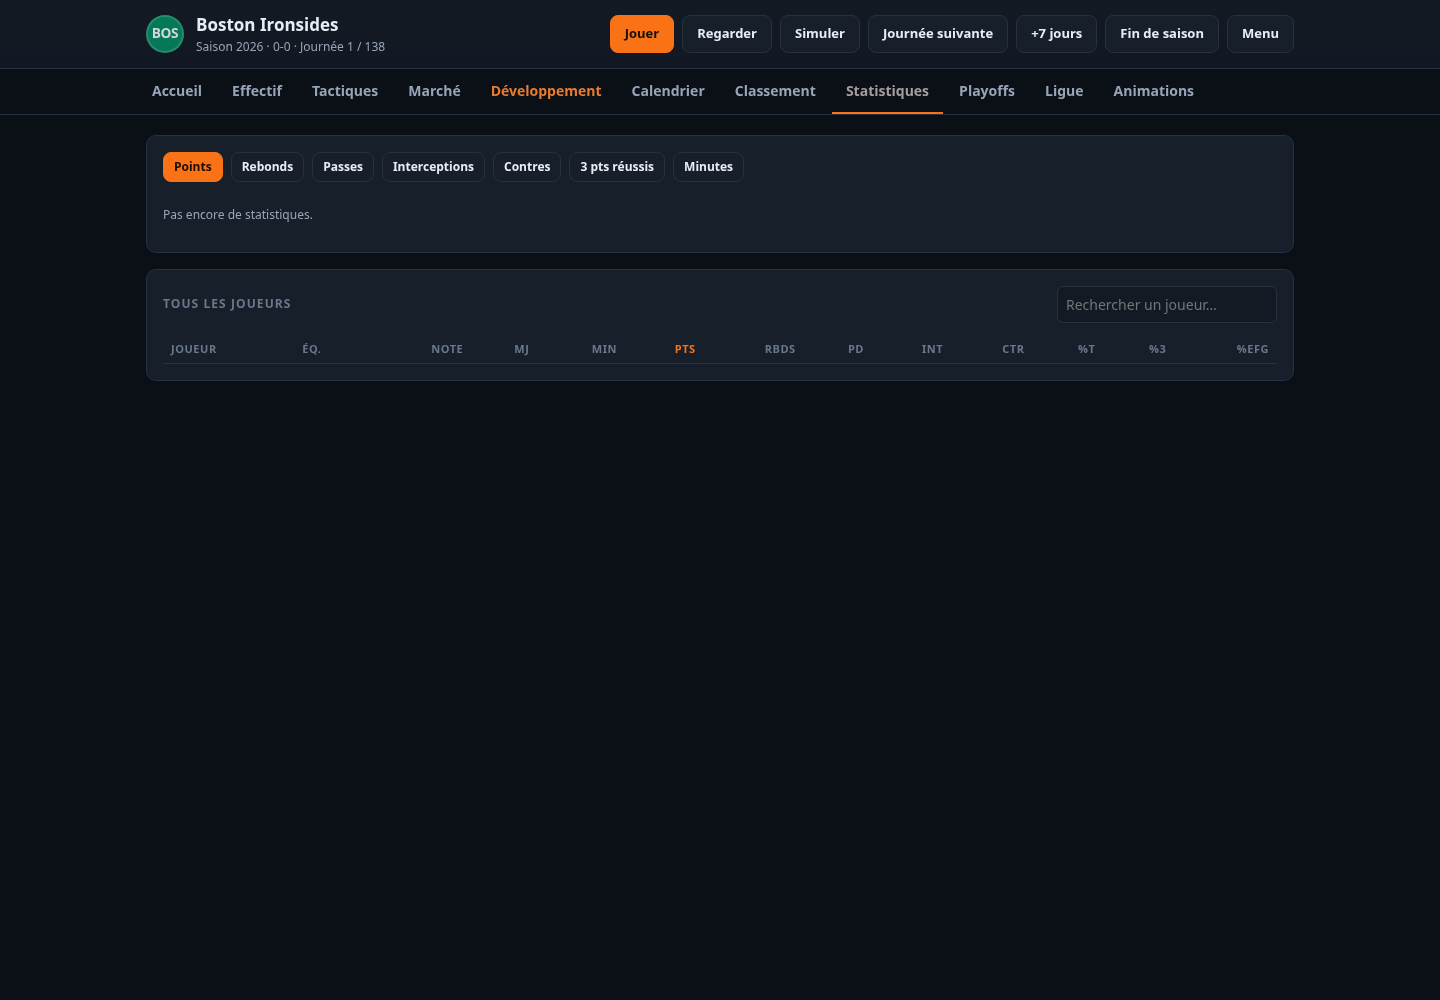 BOS
Boston Ironsides
Saison 2026 · 0-0 · Journée 1 / 138
Jouer
Regarder
Simuler
Journée suivante
+7 jours
Fin de saison
Menu
Accueil
Effectif
Tactiques
Marché
Développement
Calendrier
Classement
Statistiques
Playoffs
Ligue
Animations
Points
Rebonds
Passes
Interceptions
Contres
3 pts réussis
Minutes
Pas encore de statistiques.
TOUS LES JOUEURS
Rechercher un joueur...
JOUEUR ÉQ. NOTE MJ MIN PTS RBDS PD INT CTR %T %3 %EFG